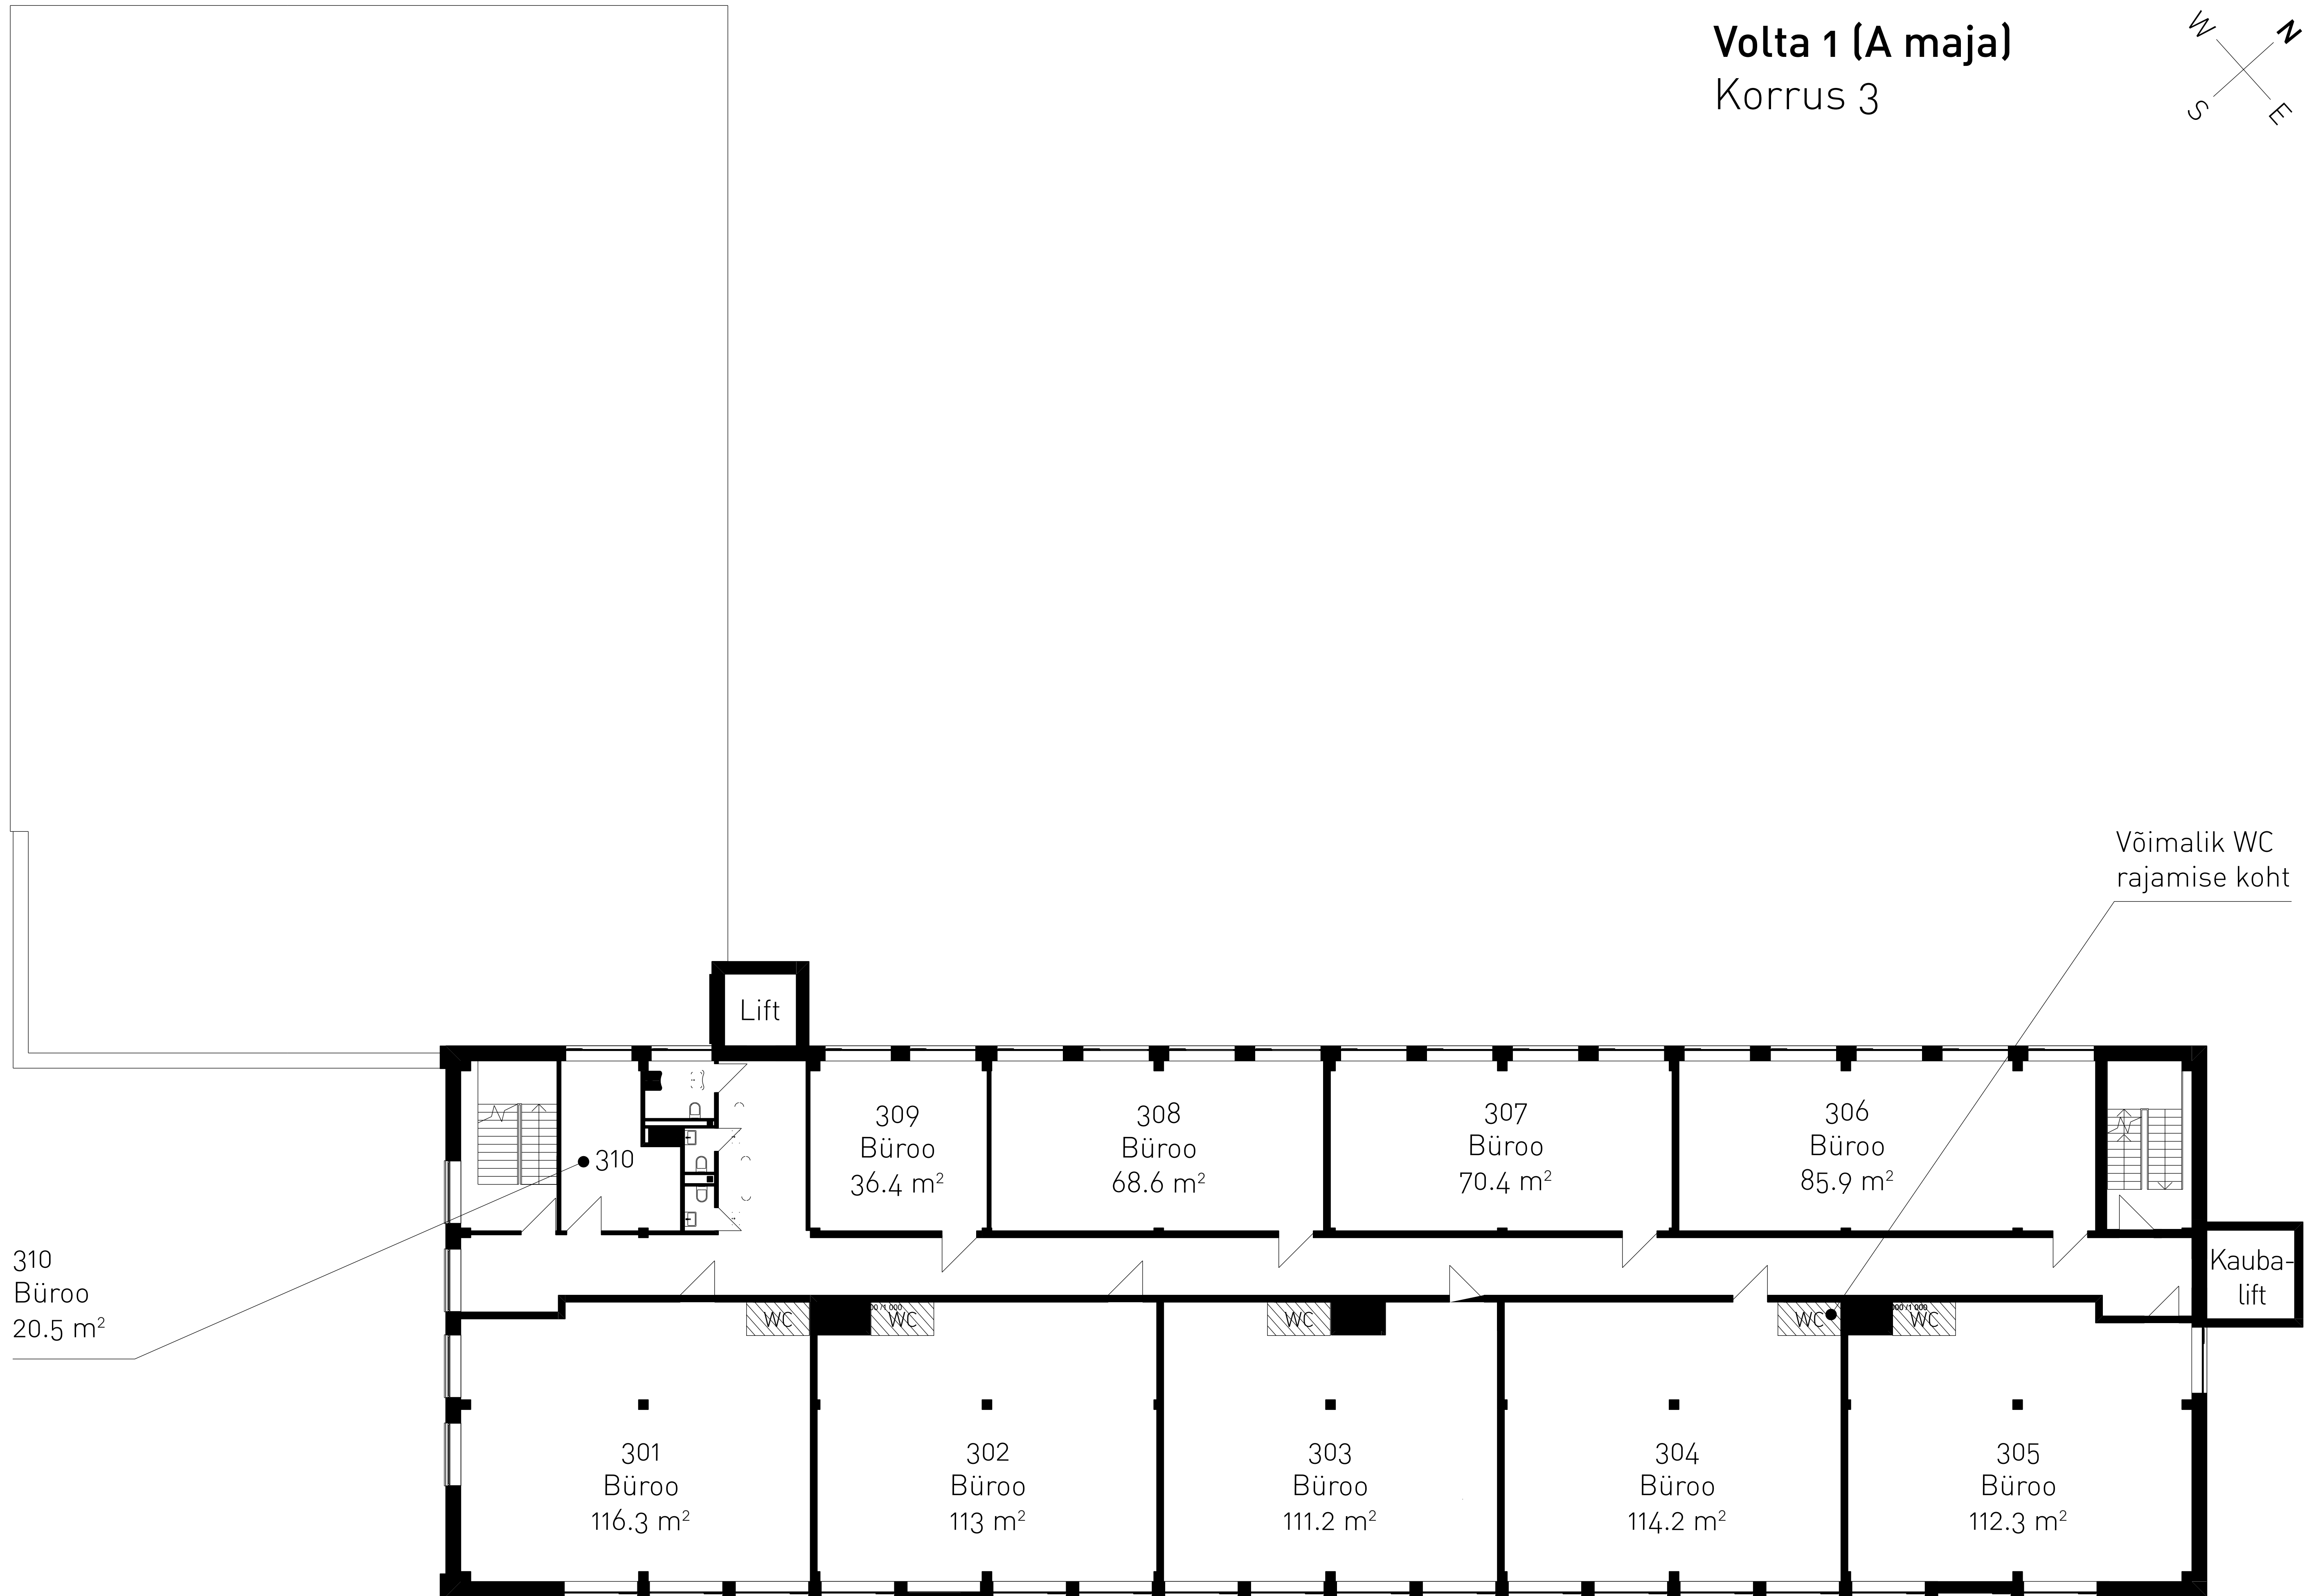 Volta 1 (A maja)
Korrus 3
W
N
S
E
Võimalik WC
rajamise koht
Lift
309
Büroo
36.4 m²
308
Büroo
68.6 m²
307
Büroo
70.4 m²
306
Büroo
85.9 m²
310
310
Büroo
20.5 m²
Kauba-
lift
WC
WC
WC
WC
WC
301
Büroo
116.3 m²
302
Büroo
113 m²
303
Büroo
111.2 m²
304
Büroo
114.2 m²
305
Büroo
112.3 m²